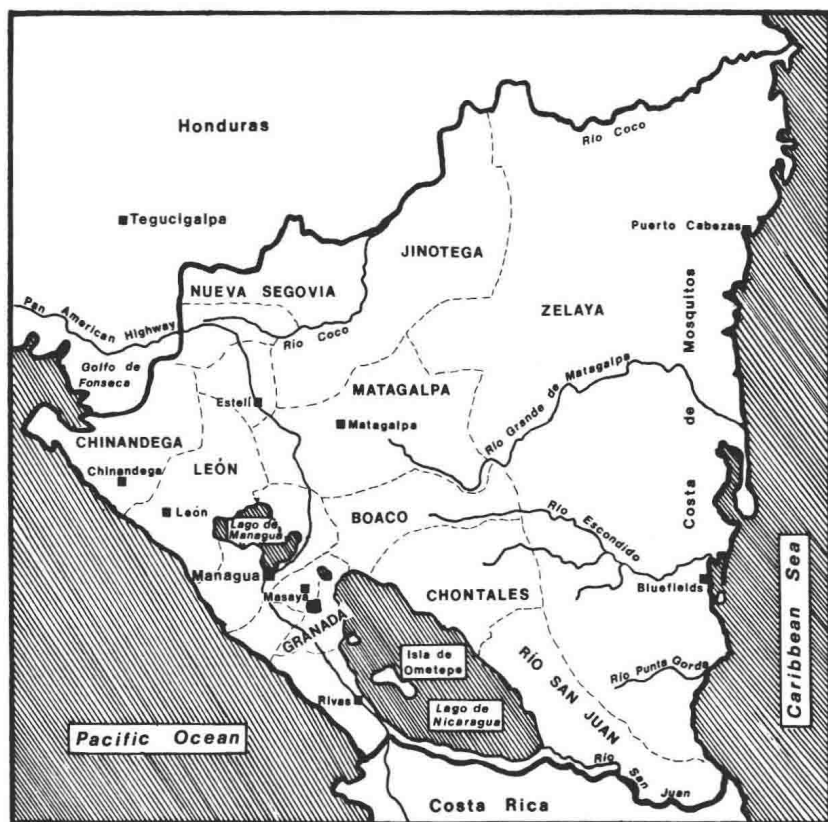 Honduras
Río Coco
Tegucigalpa
Puerto Cabezas
JINOTEGA
NUEVA SEGOVIA
Pan American Highway
ZELAYA
Costa de Mosquitos
Río Coco
Golfo de
Fonseca
MATAGALPA
Río Grande de Matagalpa
Estelí
Matagalpa
CHINANDEGA
Chinandega
LEÓN
León
Lago de
Managua
BOACO
Río Escondido
Managua
Masaya
CHONTALES
Bluefields
GRANADA
Caribbean Sea
Isla de
Ometepe
RÍO SAN JUAN
Río Punta Gorda
Rivas
Lago de
Nicaragua
Pacific Ocean
Río San Juan
Costa Rica